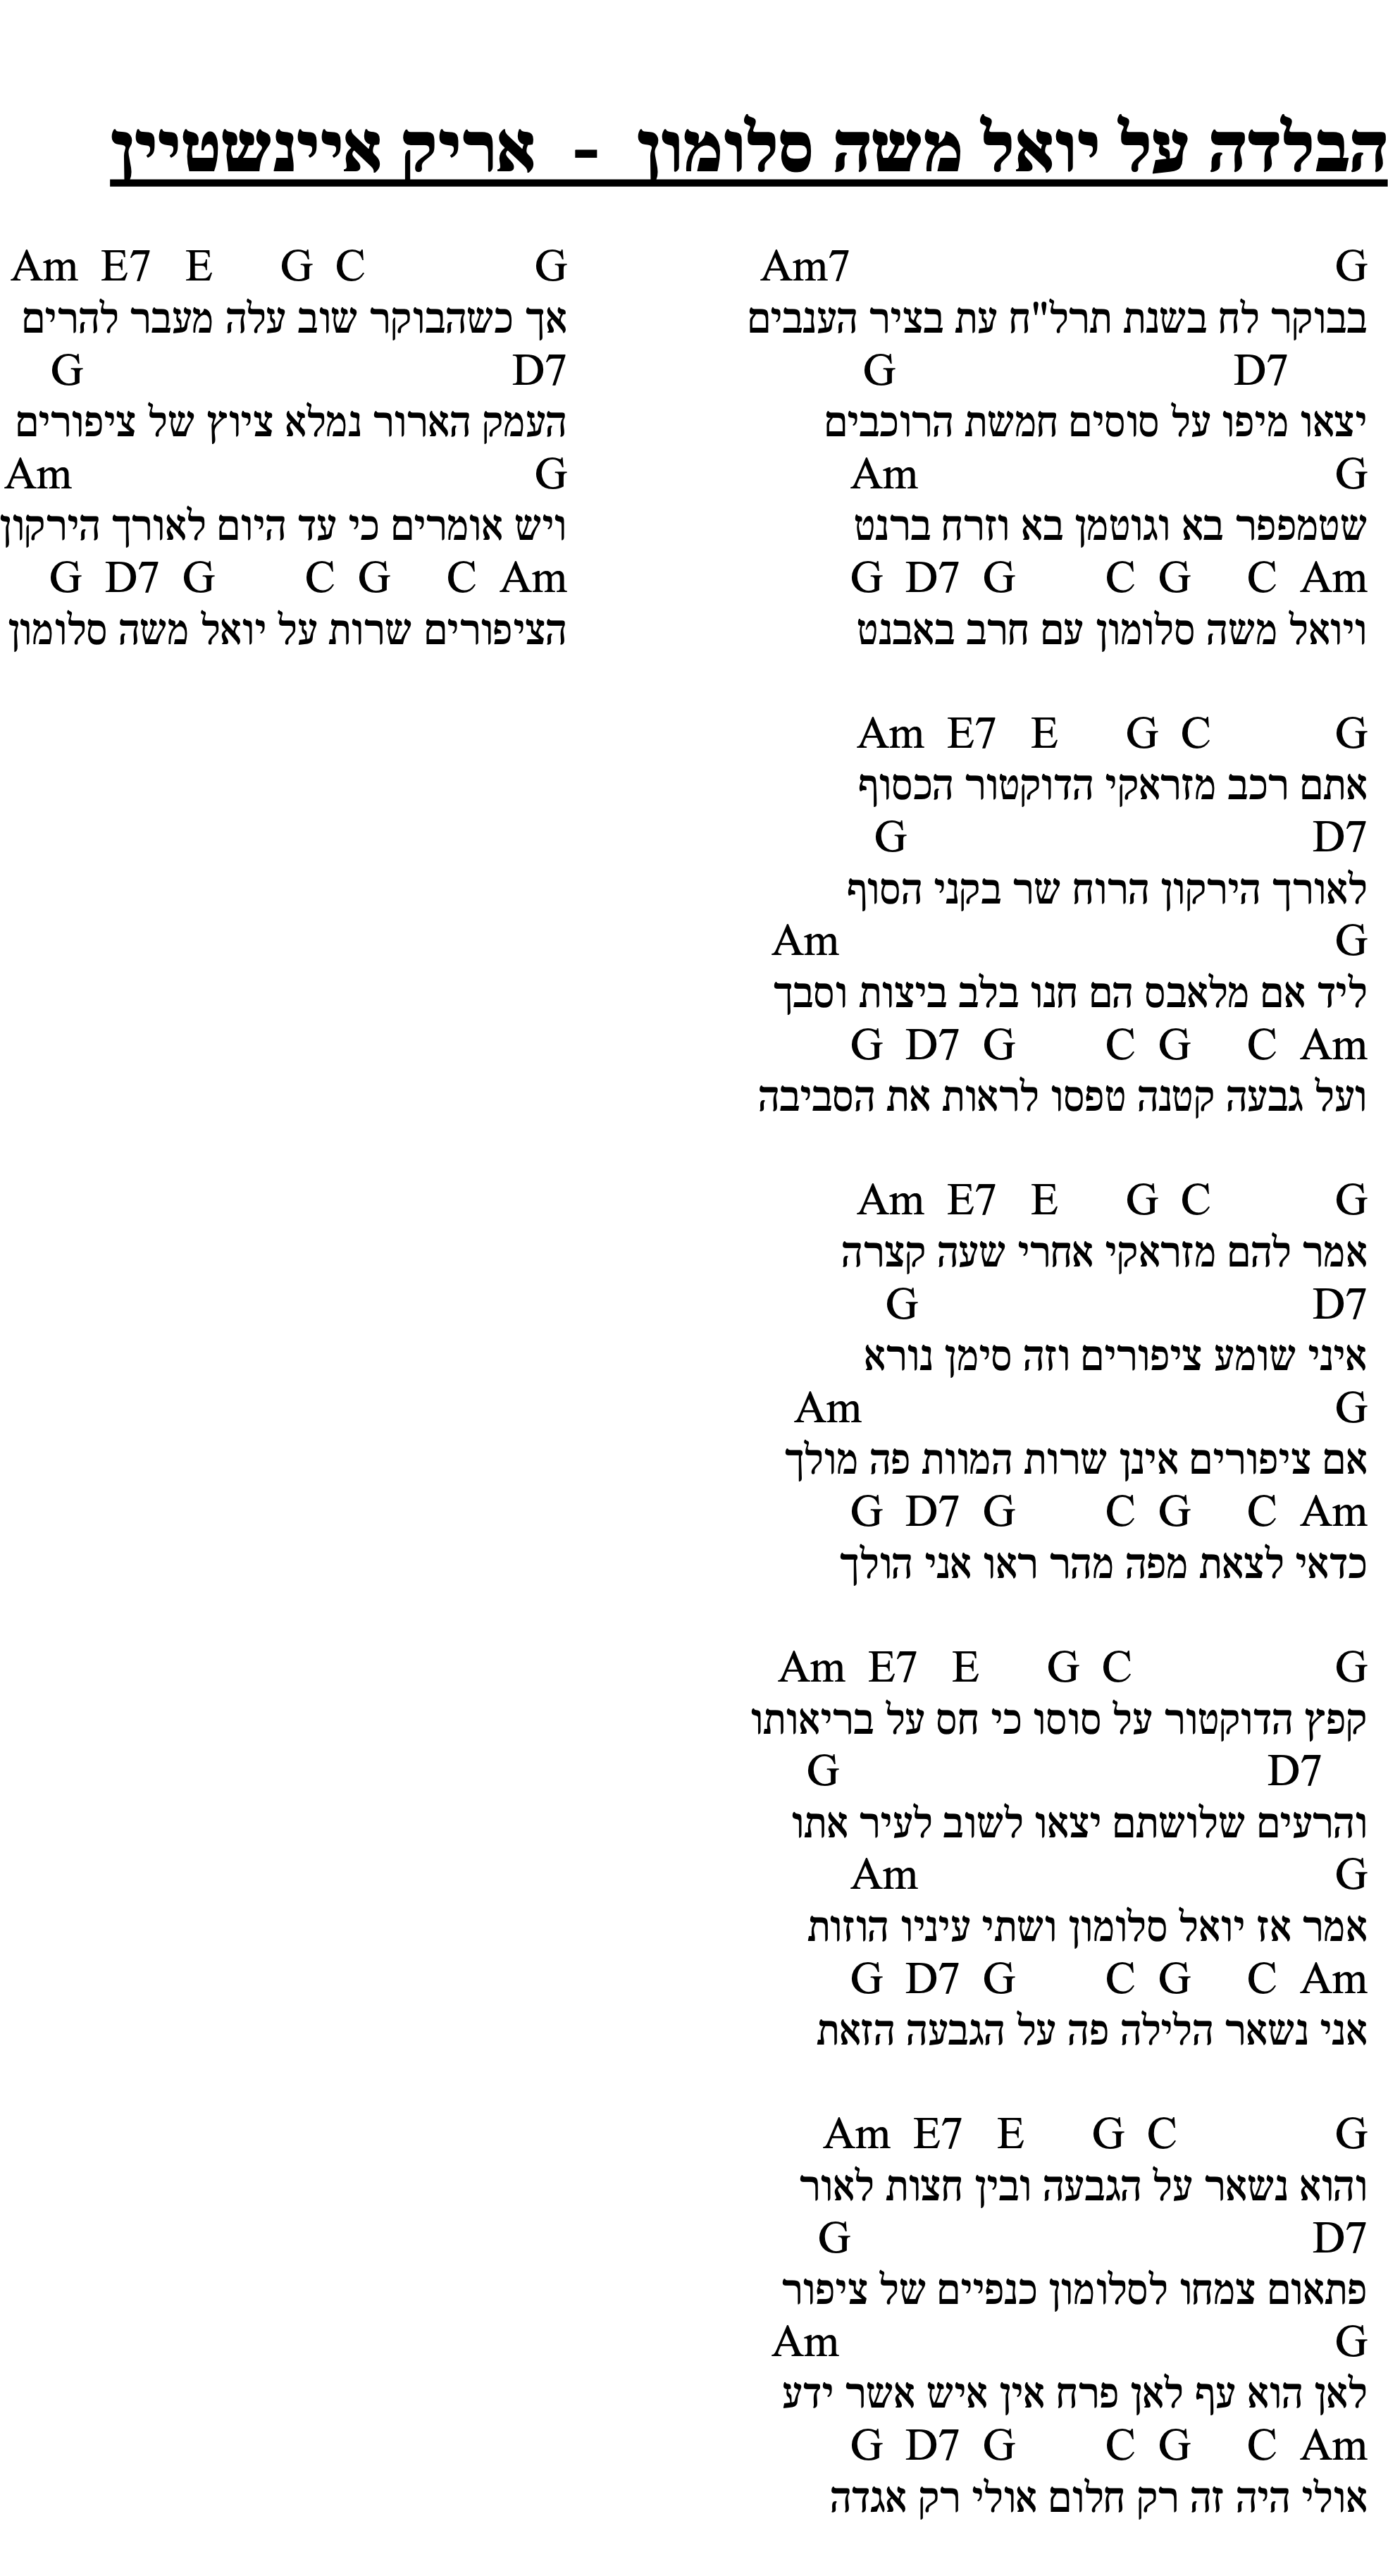 הבלדה על יואל משה סלומון - אריק איינשטיין
Am7 G
בבוקר לח בשנת תרל"ח עת בציר הענבים
G D7
יצאו מיפו על סוסים חמשת הרוכבים
Am G
שטמפפר בא וגוטמן בא וזרח ברנט
G D7 G C G C Am
ויואל משה סלומון עם חרב באבנט
Am E7 E G C G
אתם רכב מזראקי הדוקטור הכסוף
G D7
לאורך הירקון הרוח שר בקני הסוף
Am G
ליד אם מלאבס הם חנו בלב ביצות וסבך
G D7 G C G C Am
ועל גבעה קטנה טפסו לראות את הסביבה
Am E7 E G C G
אמר להם מזראקי אחרי שעה קצרה
G D7
איני שומע ציפורים וזה סימן נורא
Am G
אם ציפורים אינן שרות המוות פה מולך
G D7 G C G C Am
כדאי לצאת מפה מהר ראו אני הולך
Am E7 E G C G
קפץ הדוקטור על סוסו כי חס על בריאותו
G D7
והרעים שלושתם יצאו לשוב לעיר אתו
Am G
אמר אז יואל סלומון ושתי עיניו הוזות
G D7 G C G C Am
אני נשאר הלילה פה על הגבעה הזאת
Am E7 E G C G
והוא נשאר על הגבעה ובין חצות לאור
G D7
פתאום צמחו לסלומון כנפיים של ציפור
Am G
לאן הוא עף לאן פרח אין איש אשר ידע
G D7 G C G C Am
אולי היה זה רק חלום אולי רק אגדה
Am E7 E G C G
אך כשהבוקר שוב עלה מעבר להרים
G D7
העמק הארור נמלא ציוץ של ציפורים
Am G
ויש אומרים כי עד היום לאורך הירקון
G D7 G C G C Am
הציפורים שרות על יואל משה סלומון